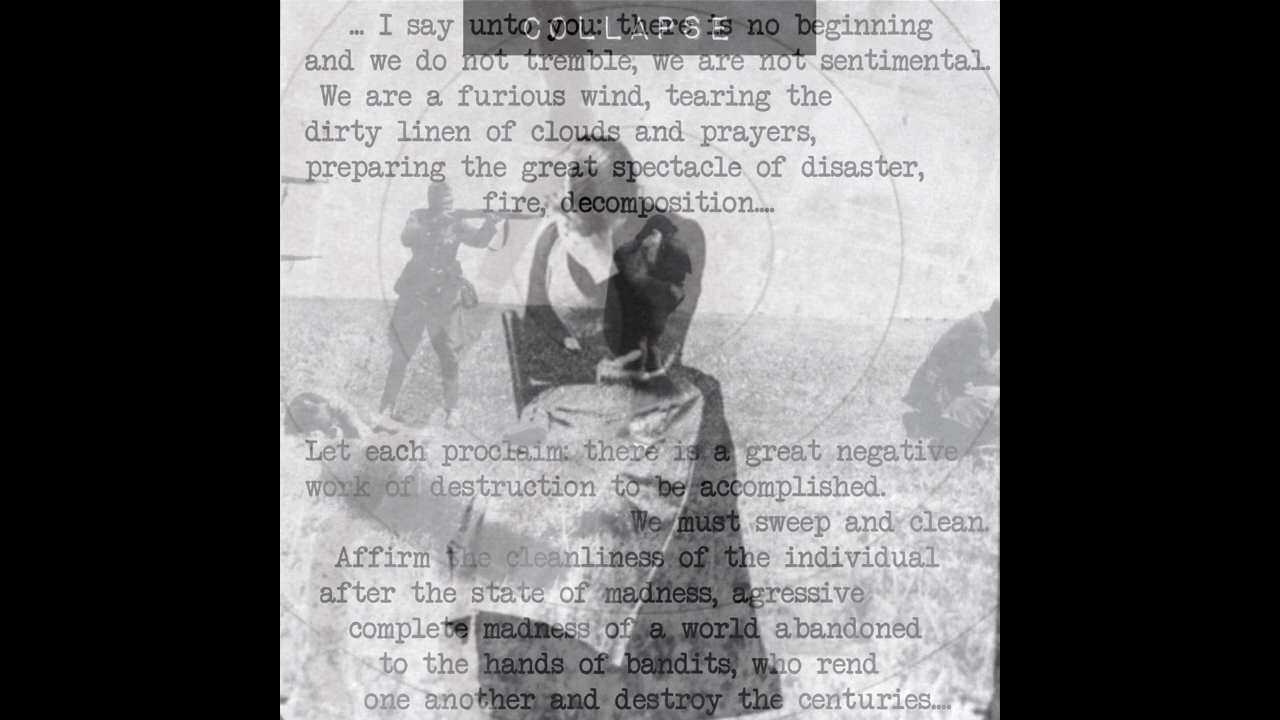 COLLAPSE
... I say unto you: there is no beginning
and we do not tremble, we are not sentimental.
We are a furious wind, tearing the
dirty linen of clouds and prayers,
preparing the great spectacle of disaster,
fire, decomposition....
Let each proclaim: there is a great negative
work of destruction to be accomplished.
We must sweep and clean.
Affirm the cleanliness of the individual
after the state of madness, agressive
complete madness of a world abandoned
to the hands of bandits, who rend
one another and destroy the centuries....